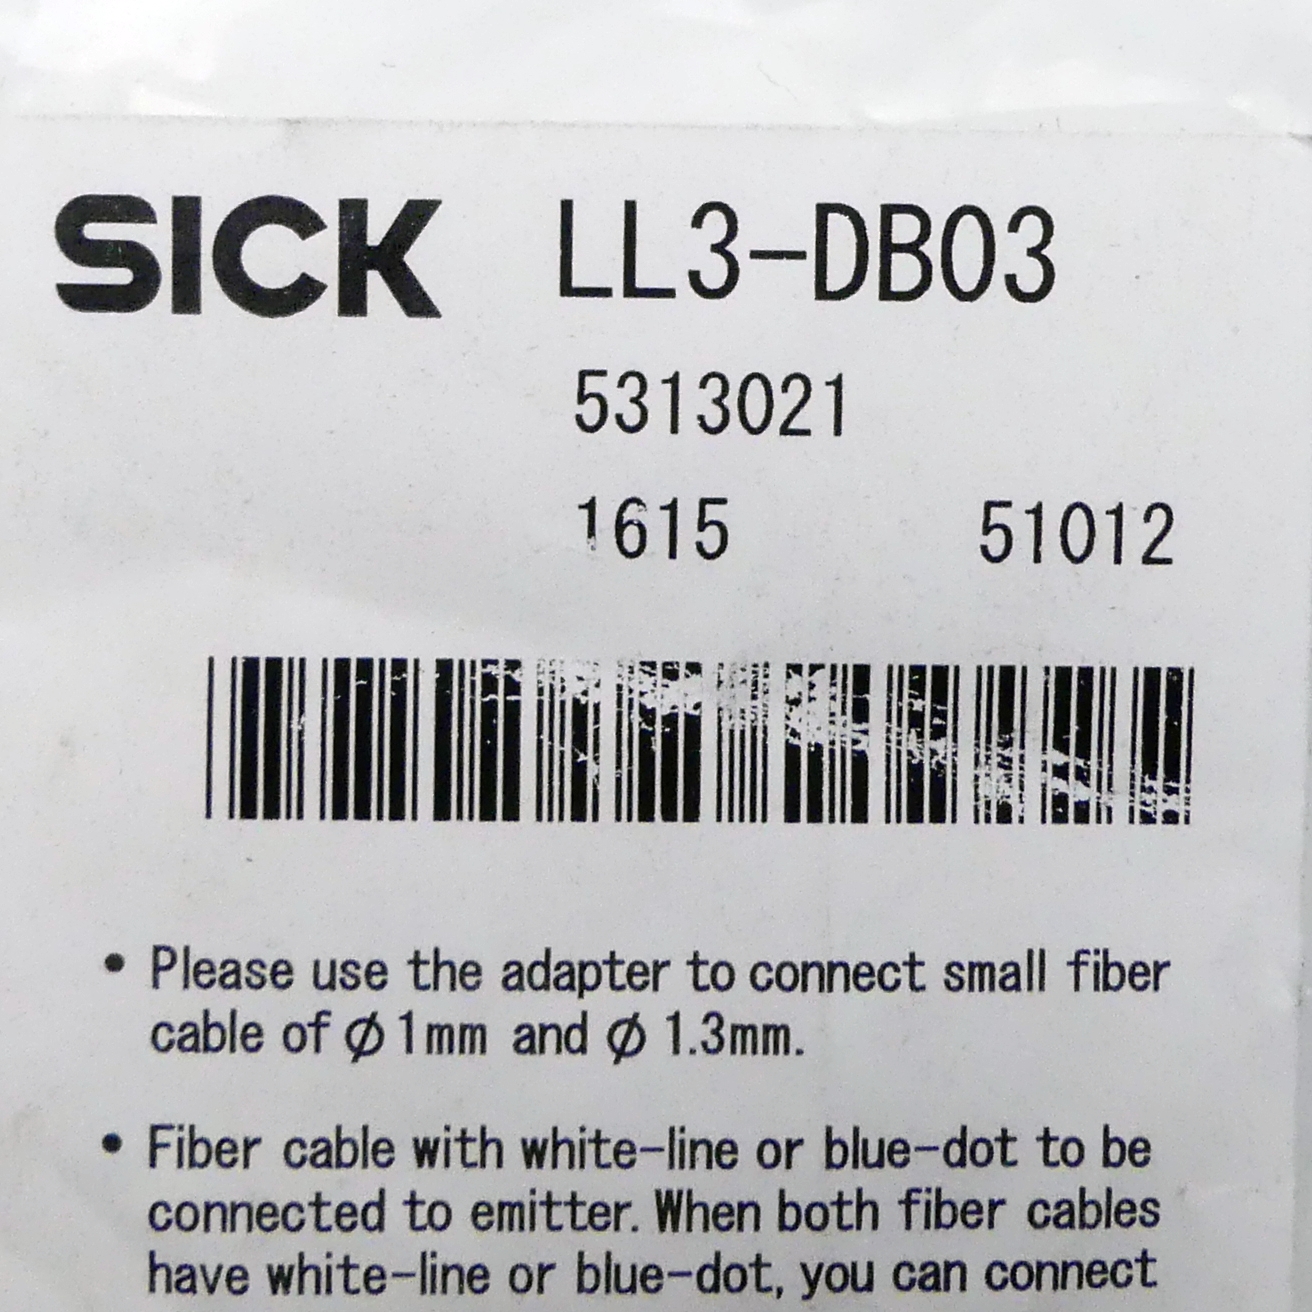 SICK LL3-DB03
5313021
1615 51012
• Please use the adapter to connect small fiber
cable of ϕ 1mm and ϕ 1.3mm.
• Fiber cable with white-line or blue-dot to be
connected to emitter. When both fiber cables
have white-line or blue-dot, you can connect